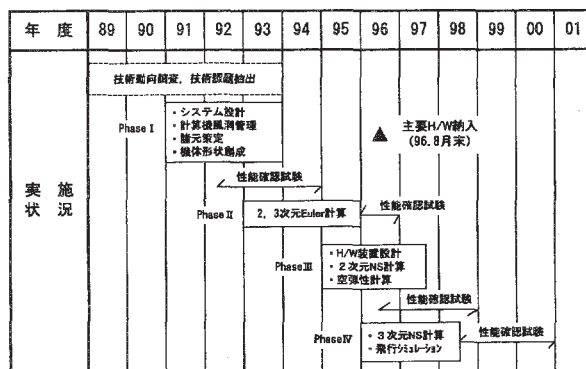 年 度 89 90 91 92 93 94 95 96 97 98 99 00 01
技術動向調査，技術課題抽出
Phase I
・システム設計
・計算機風洞管理
・諸元策定
・機体形状創成
▲ 主要H/W納入
(96.8月末)
実 施
状 況
性能確認試験
Phase II 2，3次元Euler計算 性能確認試験
Phase III
・H/W装置設計
・2次元NS計算
・空弾性計算
性能確認試験
Phase IV
・3次元NS計算
・飛行シミュレーション
性能確認試験